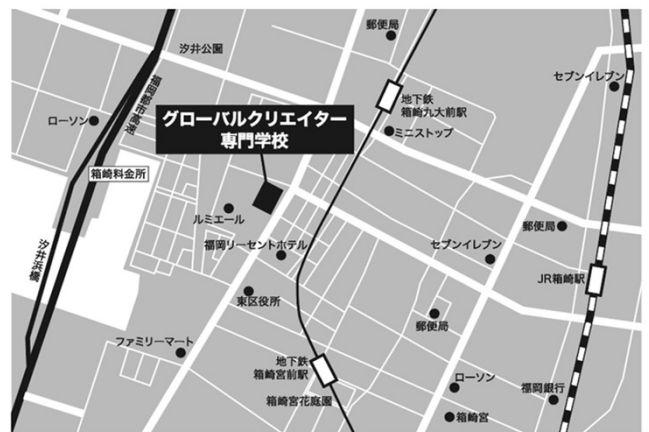 郵便局
汐井公園
セブンイレブン
福岡都市高速
地下鉄
箱崎九大前駅
ローソン
グローバルクリエイター
専門学校
ミニストップ
箱崎料金所
ルミエール
郵便局
汐井浜橋
福岡リーセントホテル
セブンイレブン
JR箱崎駅
東区役所
郵便局
ファミリーマート
地下鉄
箱崎宮前駅
ローソン
福岡銀行
箱崎宮花庭園
箱崎宮